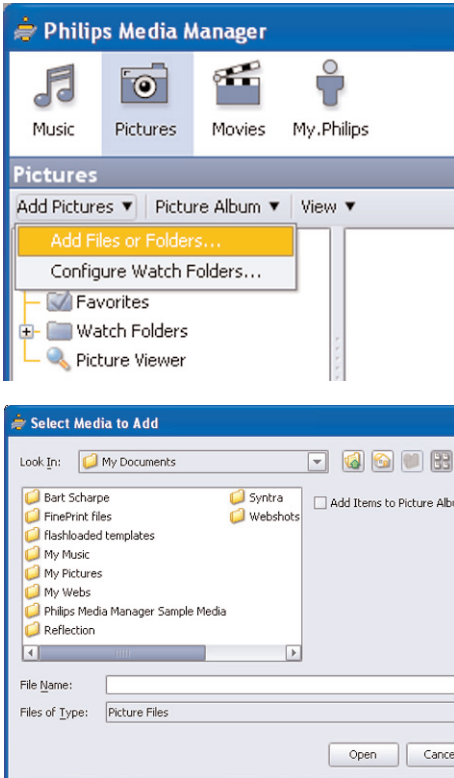 Philips Media Manager
Music Pictures Movies My.Philips
Pictures
Add Pictures ▼ Picture Album ▼ View ▼
Add Files or Folders...
Configure Watch Folders...
Favorites
Watch Folders
Picture Viewer
Select Media to Add
Look In: My Documents
Bart Scharpe
FinePrint files
flashloaded templates
My Music
My Pictures
My Webs
Philips Media Manager Sample Media
Reflection
Syntra
Webshots
Add Items to Picture Albu
File Name:
Files of Type: Picture Files
Open Cance